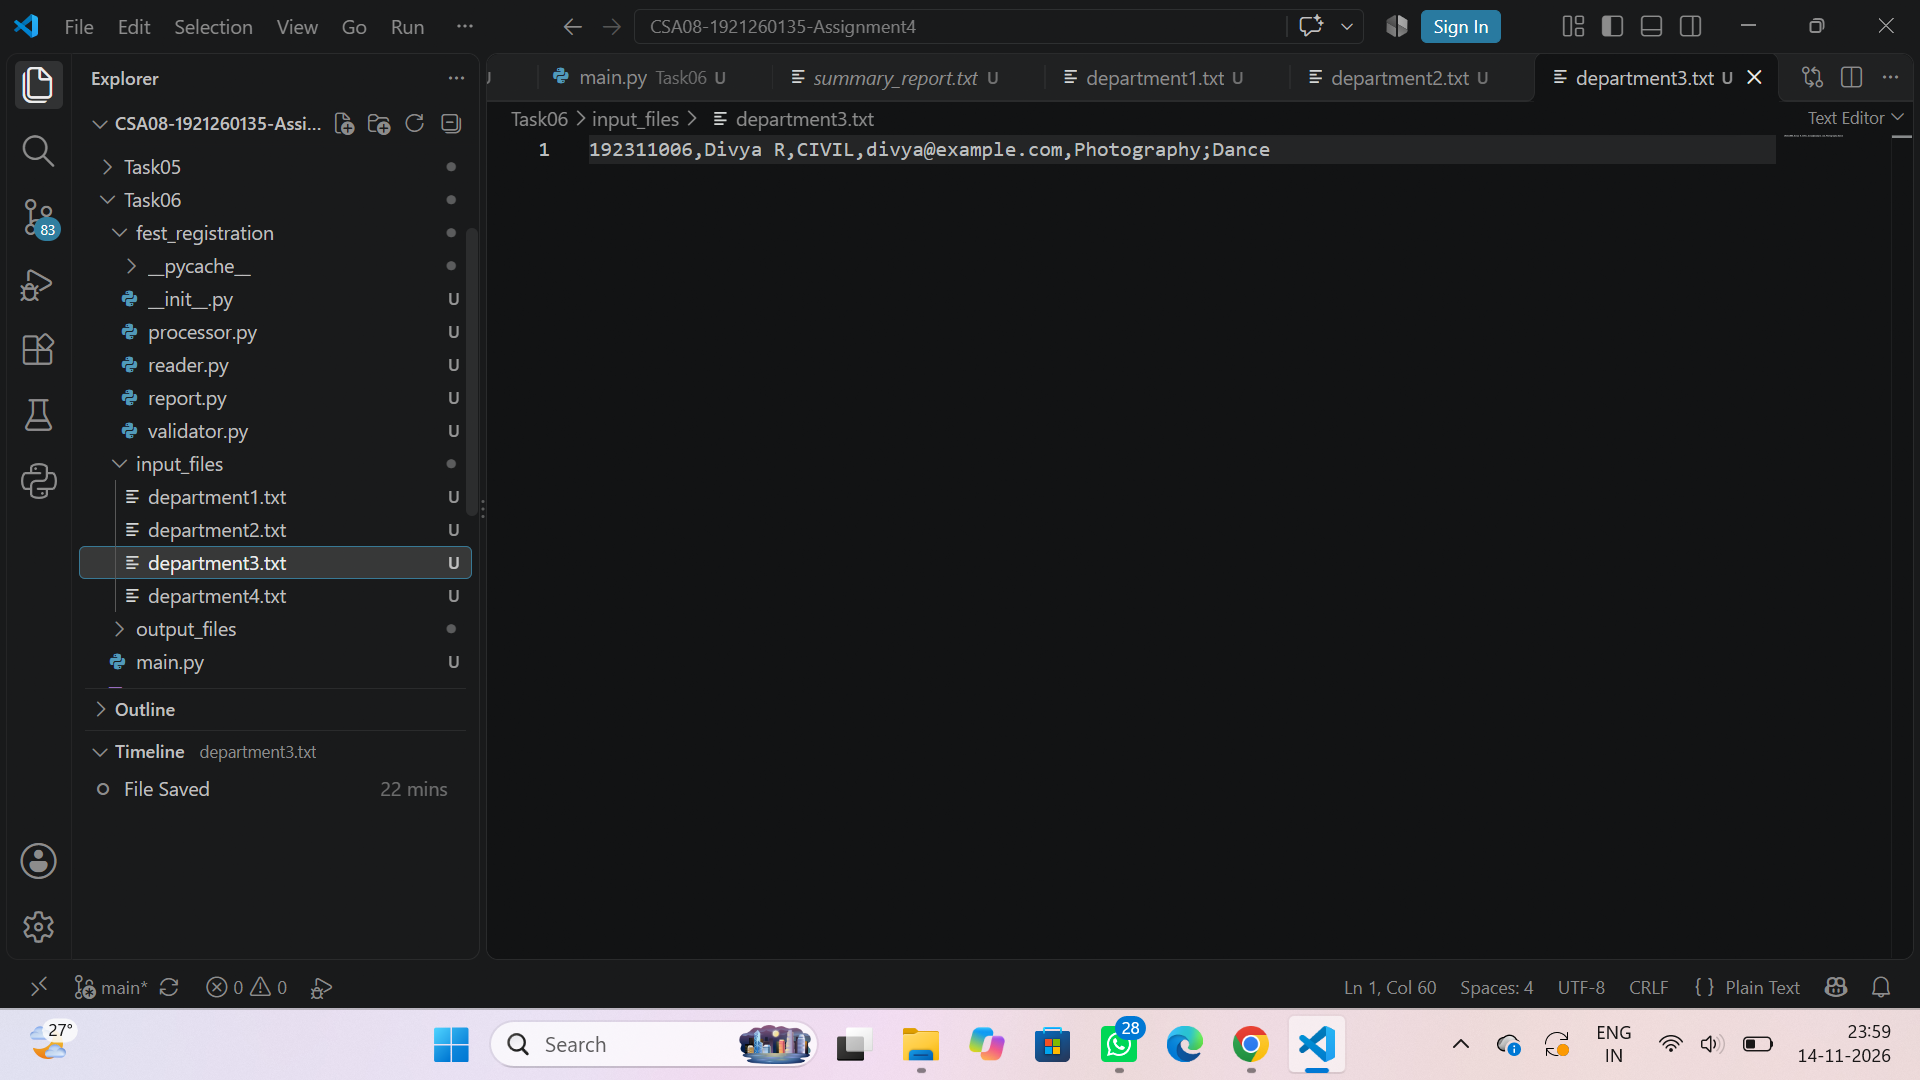 File Edit Selection View Go Run ··· CSA08-1921260135-Assignment4 Sign In
Explorer
CSA08-1921260135-Assi...
Task05
Task06
fest_registration
__pycache__
__init__.py U
processor.py U
reader.py U
report.py U
validator.py U
input_files
department1.txt U
department2.txt U
department3.txt U
department4.txt U
output_files
main.py U
Outline
Timeline department3.txt
File Saved 22 mins
83
main.py Task06 U summary_report.txt U department1.txt U department2.txt U department3.txt U
Task06 > input_files > department3.txt Text Editor
1 192311006,Divya R,CIVIL,divya@example.com,Photography;Dance
main* 0 0 Ln 1, Col 60 Spaces: 4 UTF-8 CRLF { } Plain Text
27° Search 28 ENG 23:59
IN 14-11-2026